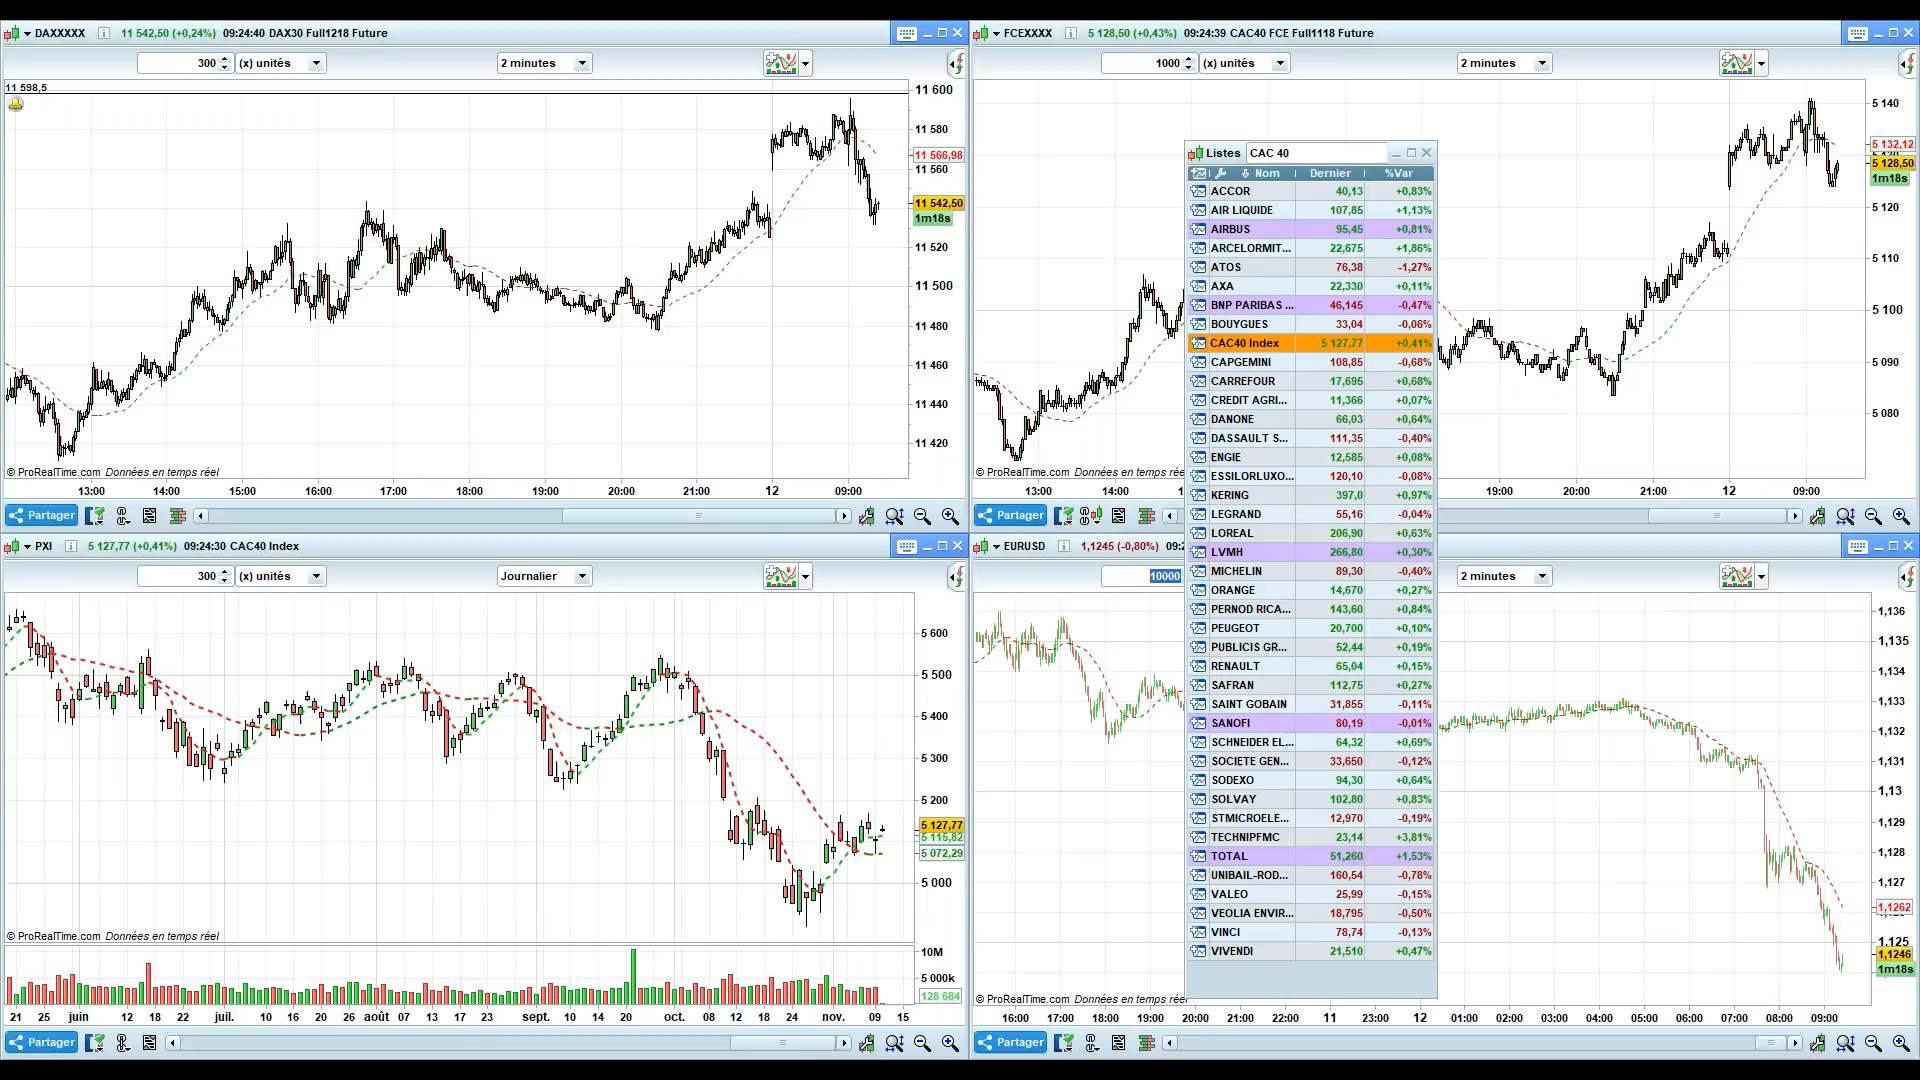 DAXXXXX 11 542,50 (+0,24%) 09:24:40 DAX30 Full1218 Future
300 (x) unités 2 minutes
11 598,5
11 600
11 580
11 566,98
11 560
11 542,50
1m18s
11 520
11 500
11 480
11 460
11 440
11 420
© ProRealTime.com Données en temps réel
13:00 14:00 15:00 16:00 17:00 18:00 19:00 20:00 21:00 12 09:00
Partager
FCEXXXX 5 128,50 (+0,43%) 09:24:39 CAC40 FCE Full1118 Future
1000 (x) unités 2 minutes
5 140
5 132,12
5 128,50
1m18s
5 120
5 110
5 100
5 090
5 080
© ProRealTime.com Données en temps rée
13:00 14:00 1 19:00 20:00 21:00 12 09:00
Partager
Listes CAC 40
Nom Dernier %Var
ACCOR 40,13 +0,83%
AIR LIQUIDE 107,85 +1,13%
AIRBUS 95,45 +0,81%
ARCELORMIT... 22,675 +1,86%
ATOS 76,38 -1,27%
AXA 22,330 +0,11%
BNP PARIBAS ... 46,145 -0,47%
BOUYGUES 33,04 -0,06%
CAC40 Index 5 127,77 +0,41%
CAPGEMINI 108,85 -0,68%
CARREFOUR 17,695 +0,68%
CREDIT AGRI... 11,366 +0,07%
DANONE 66,03 +0,64%
DASSAULT S... 111,35 -0,40%
ENGIE 12,585 +0,08%
ESSILORLUXO... 120,10 -0,08%
KERING 397,0 +0,97%
LEGRAND 55,16 -0,04%
LOREAL 206,90 +0,63%
LVMH 266,80 +0,30%
MICHELIN 89,30 -0,40%
ORANGE 14,670 +0,27%
PERNOD RICA... 143,60 +0,84%
PEUGEOT 20,700 +0,10%
PUBLICIS GR... 52,44 +0,19%
RENAULT 65,04 +0,15%
SAFRAN 112,75 +0,27%
SAINT GOBAIN 31,855 -0,11%
SANOFI 80,19 -0,01%
SCHNEIDER EL... 64,32 +0,69%
SOCIETE GEN... 33,650 -0,12%
SODEXO 94,30 +0,64%
SOLVAY 102,80 +0,83%
STMICROELE... 12,970 -0,19%
TECHNIPFMC 23,14 +3,81%
TOTAL 51,260 +1,53%
UNIBAIL-ROD... 160,54 -0,78%
VALEO 25,99 -0,15%
VEOLIA ENVIR... 18,795 -0,50%
VINCI 78,74 -0,13%
VIVENDI 21,510 +0,47%
PXI 5 127,77 (+0,41%) 09:24:30 CAC40 Index
300 (x) unités Journalier
5 600
5 500
5 400
5 300
5 200
5 127,77
5 115,82
5 072,29
5 000
© ProRealTime.com Données en temps réel
10M
5 000k
128 684
21 25 juin 12 18 22 juil. 10 16 20 26 août 07 13 17 23 sept. 10 14 20 26 oct. 08 12 18 24 nov. 09 15
Partager
EURUSD 1,1245 (-0,80%) 09:2
10000 2 minutes
1,136
1,135
1,134
1,133
1,132
1,131
1,13
1,129
1,128
1,127
1,1262
1,125
1,1246
1m18s
© ProRealTime.com Données en temps réel
16:00 17:00 18:00 19:00 20:00 21:00 22:00 11 23:00 12 01:00 02:00 03:00 04:00 05:00 06:00 07:00 08:00 09:00
Partager